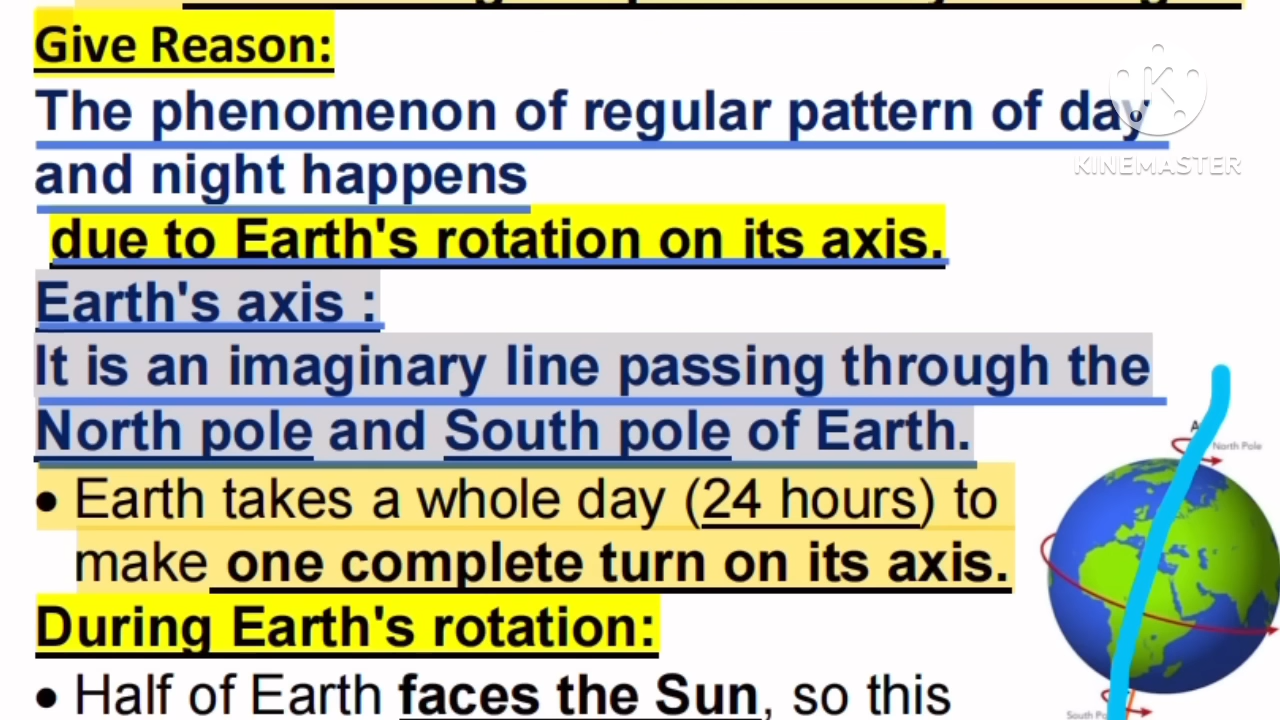 Give Reason:
The phenomenon of regular pattern of day
and night happens
due to Earth's rotation on its axis.
Earth's axis :
It is an imaginary line passing through the
North pole and South pole of Earth.
• Earth takes a whole day (24 hours) to
make one complete turn on its axis.
During Earth's rotation:
• Half of Earth faces the Sun, so this
KINEMASTER
North Pole
South